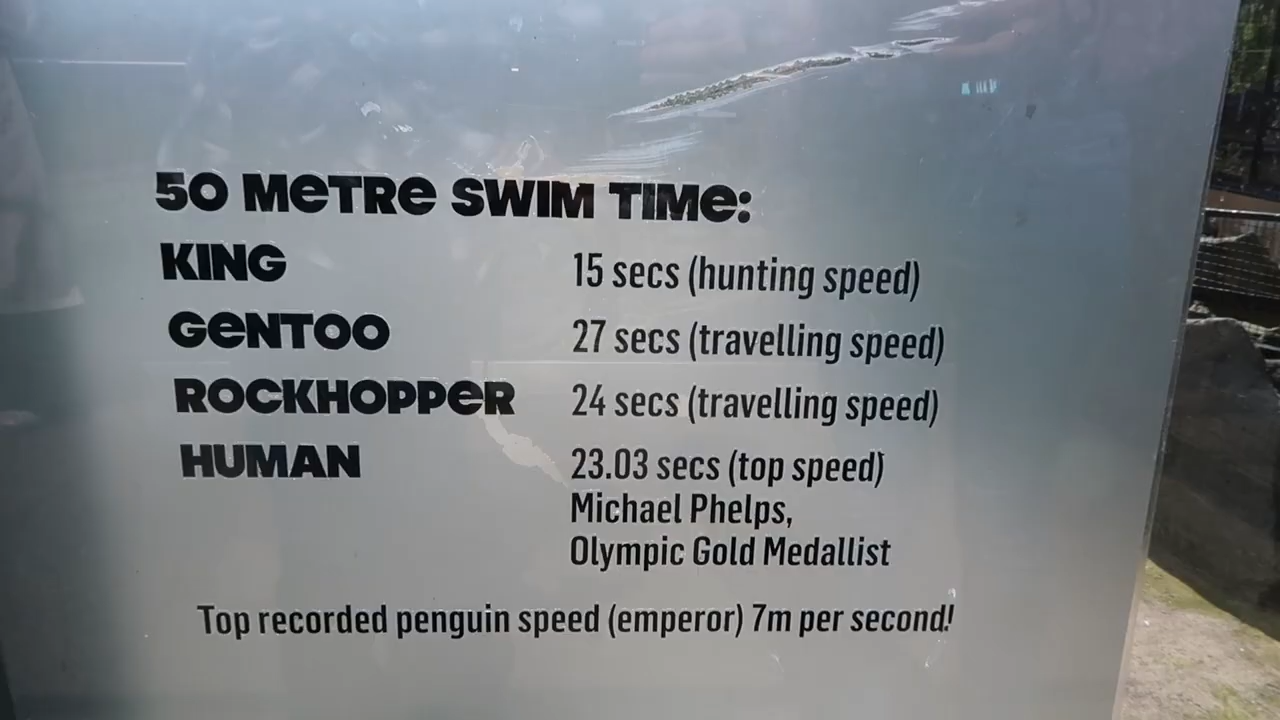 50 METRE SWIM TIME:
KING 15 secs (hunting speed)
GENTOO 27 secs (travelling speed)
ROCKHOPPER 24 secs (travelling speed)
HUMAN 23.03 secs (top speed)
Michael Phelps,
Olympic Gold Medallist
Top recorded penguin speed (emperor) 7m per second!